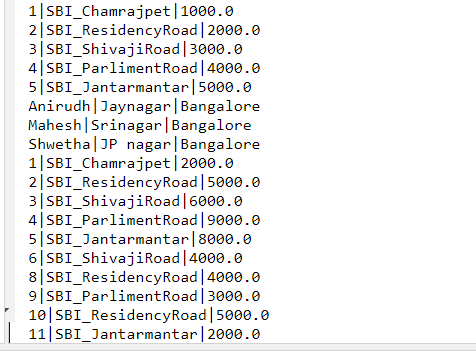 1|SBI_Chamrajpet|1000.0
2|SBI_ResidencyRoad|2000.0
3|SBI_ShivajiRoad|3000.0
4|SBI_ParlimentRoad|4000.0
5|SBI_Jantarmantar|5000.0
Anirudh|Jaynagar|Bangalore
Mahesh|Srinagar|Bangalore
Shwetha|JP nagar|Bangalore
1|SBI_Chamrajpet|2000.0
2|SBI_ResidencyRoad|5000.0
3|SBI_ShivajiRoad|6000.0
4|SBI_ParlimentRoad|9000.0
5|SBI_Jantarmantar|8000.0
6|SBI_ShivajiRoad|4000.0
8|SBI_ResidencyRoad|4000.0
9|SBI_ParlimentRoad|3000.0
10|SBI_ResidencyRoad|5000.0
11|SBI_Jantarmantar|2000.0